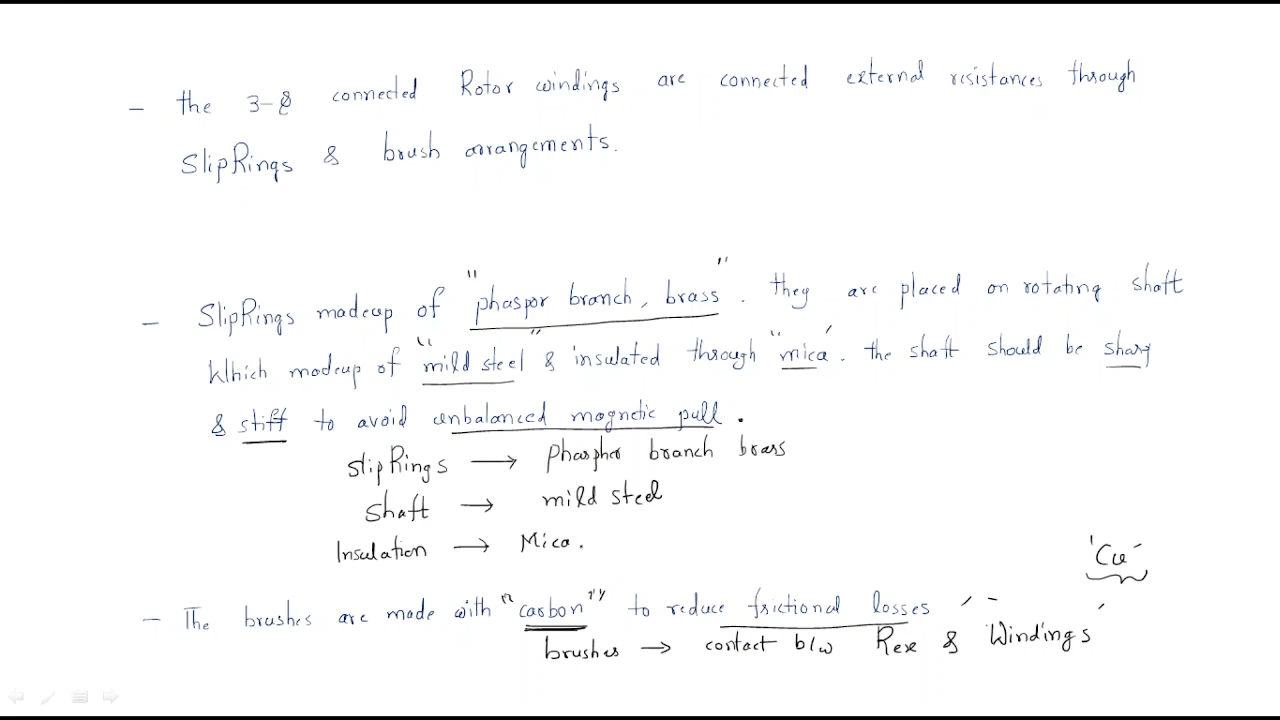 - the 3-8 connected Rotor windings are connected external resistances through
SlipRings & brush arrangements.
- SlipRings madeup of "phaspor branch, brass". they are placed on rotating shaft
Which madeup of "mild steel" & insulated through "mica'. the shaft should be sharp
& stiff to avoid unbalanced magnetic pull.
slipRings → phasphor branch brass
shaft → mild steel
Insulation → Mica.
'Cu'
- The brushes are made with "carbon" to reduce frictional losses
brushes → contact b/w Rex & Windings